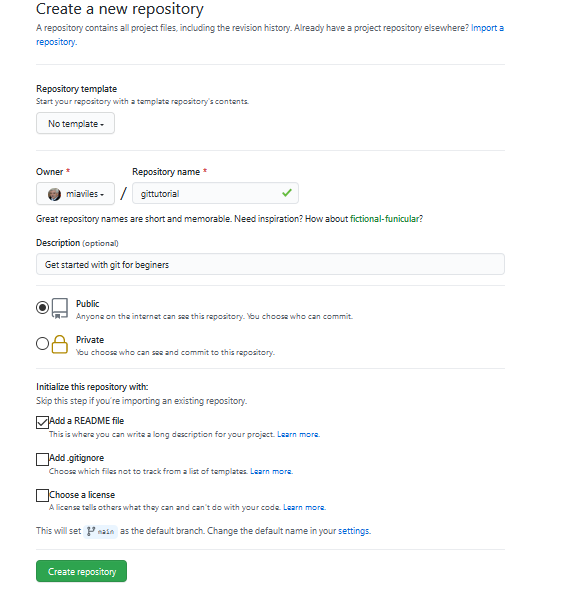 Create a new repository
A repository contains all project files, including the revision history. Already have a project repository elsewhere? Import a
repository.
Repository template
Start your repository with a template repository's contents.
No template
Owner *
Repository name *
miaviles
/
gittutorial
Great repository names are short and memorable. Need inspiration? How about fictional-funicular?
Description (optional)
Get started with git for beginers
Public
Anyone on the internet can see this repository. You choose who can commit.
Private
You choose who can see and commit to this repository.
Initialize this repository with:
Skip this step if you're importing an existing repository.
Add a README file
This is where you can write a long description for your project. Learn more.
Add .gitignore
Choose which files not to track from a list of templates. Learn more.
Choose a license
A license tells others what they can and can't do with your code. Learn more.
This will set main as the default branch. Change the default name in your settings.
Create repository